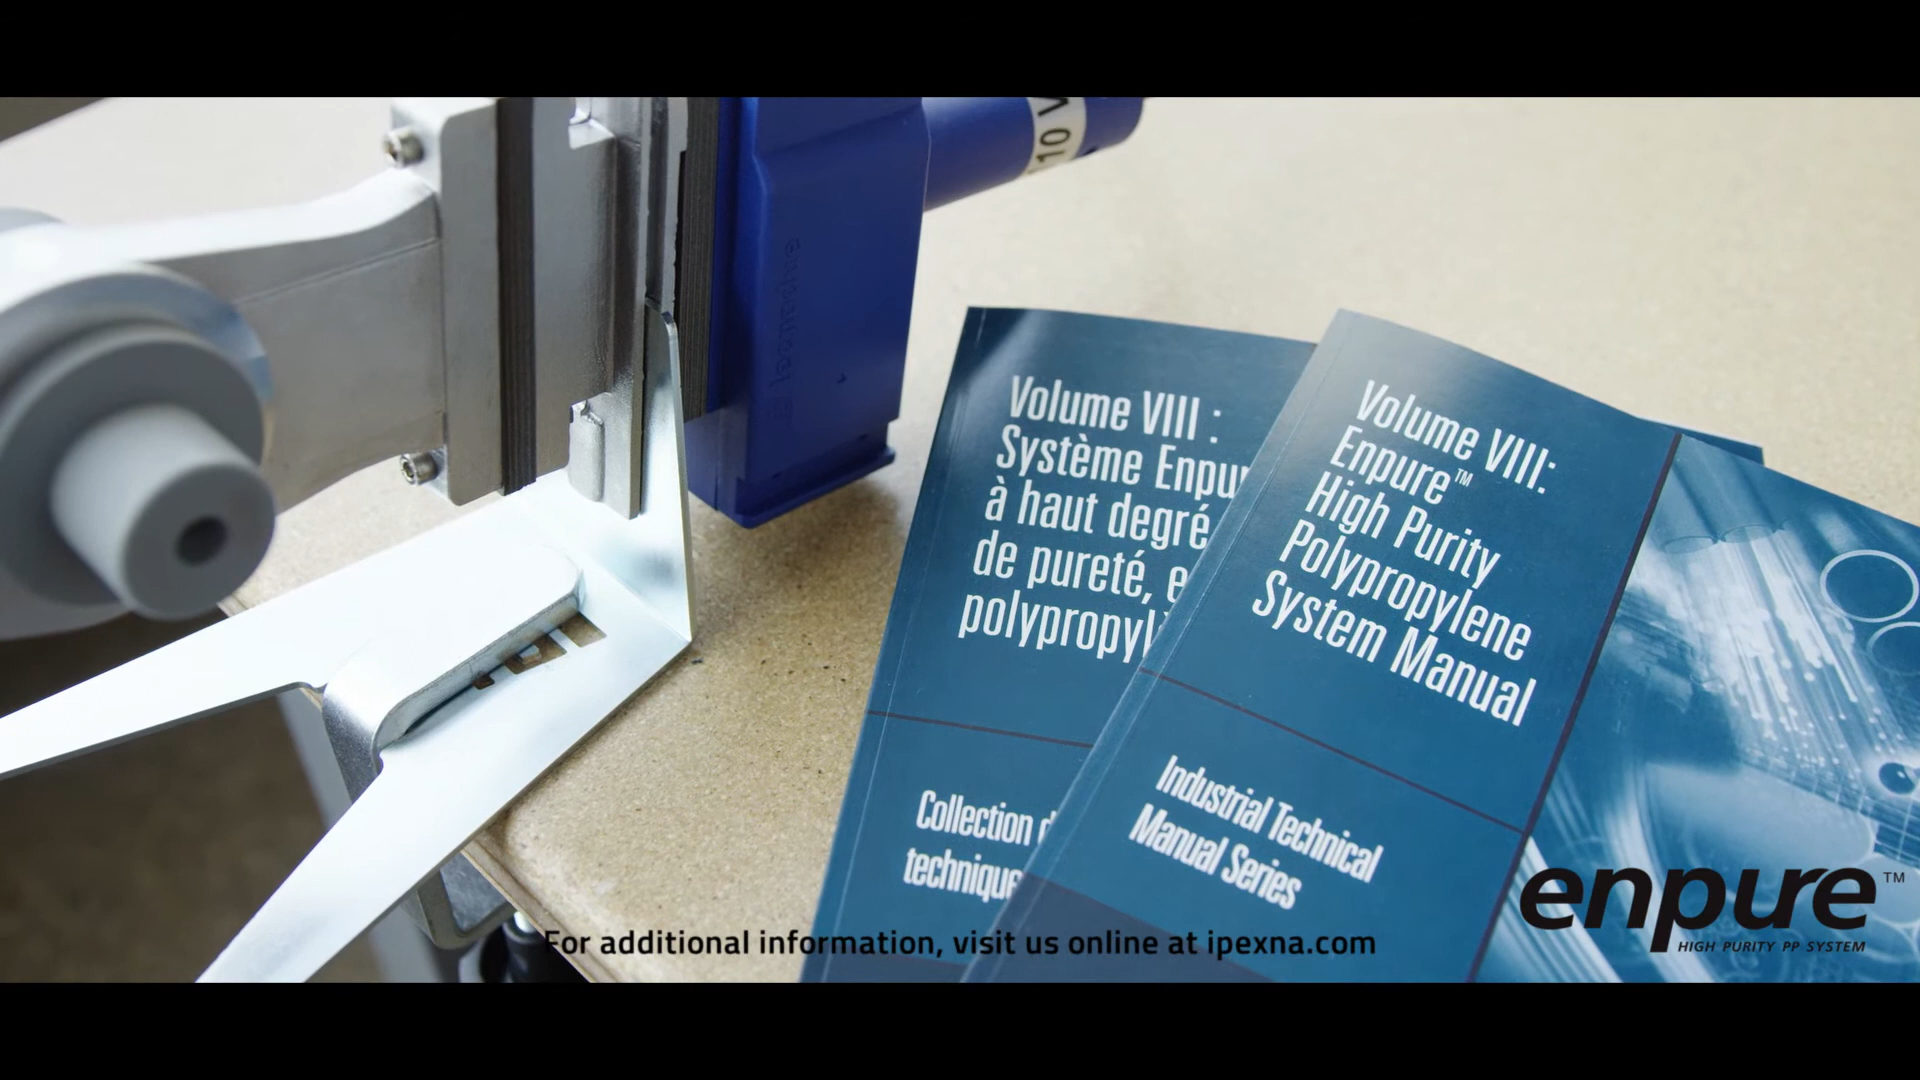 10 V
Volume VIII :
Système Enpu
à haut degré
de pureté, e
polypropyl
Collection d
technique
Volume VIII:
Enpure™
High Purity
Polypropylene
System Manual
Industrial Technical
Manual Series
For additional information, visit us online at ipexna.com
enpure™
HIGH PURITY PP SYSTEM